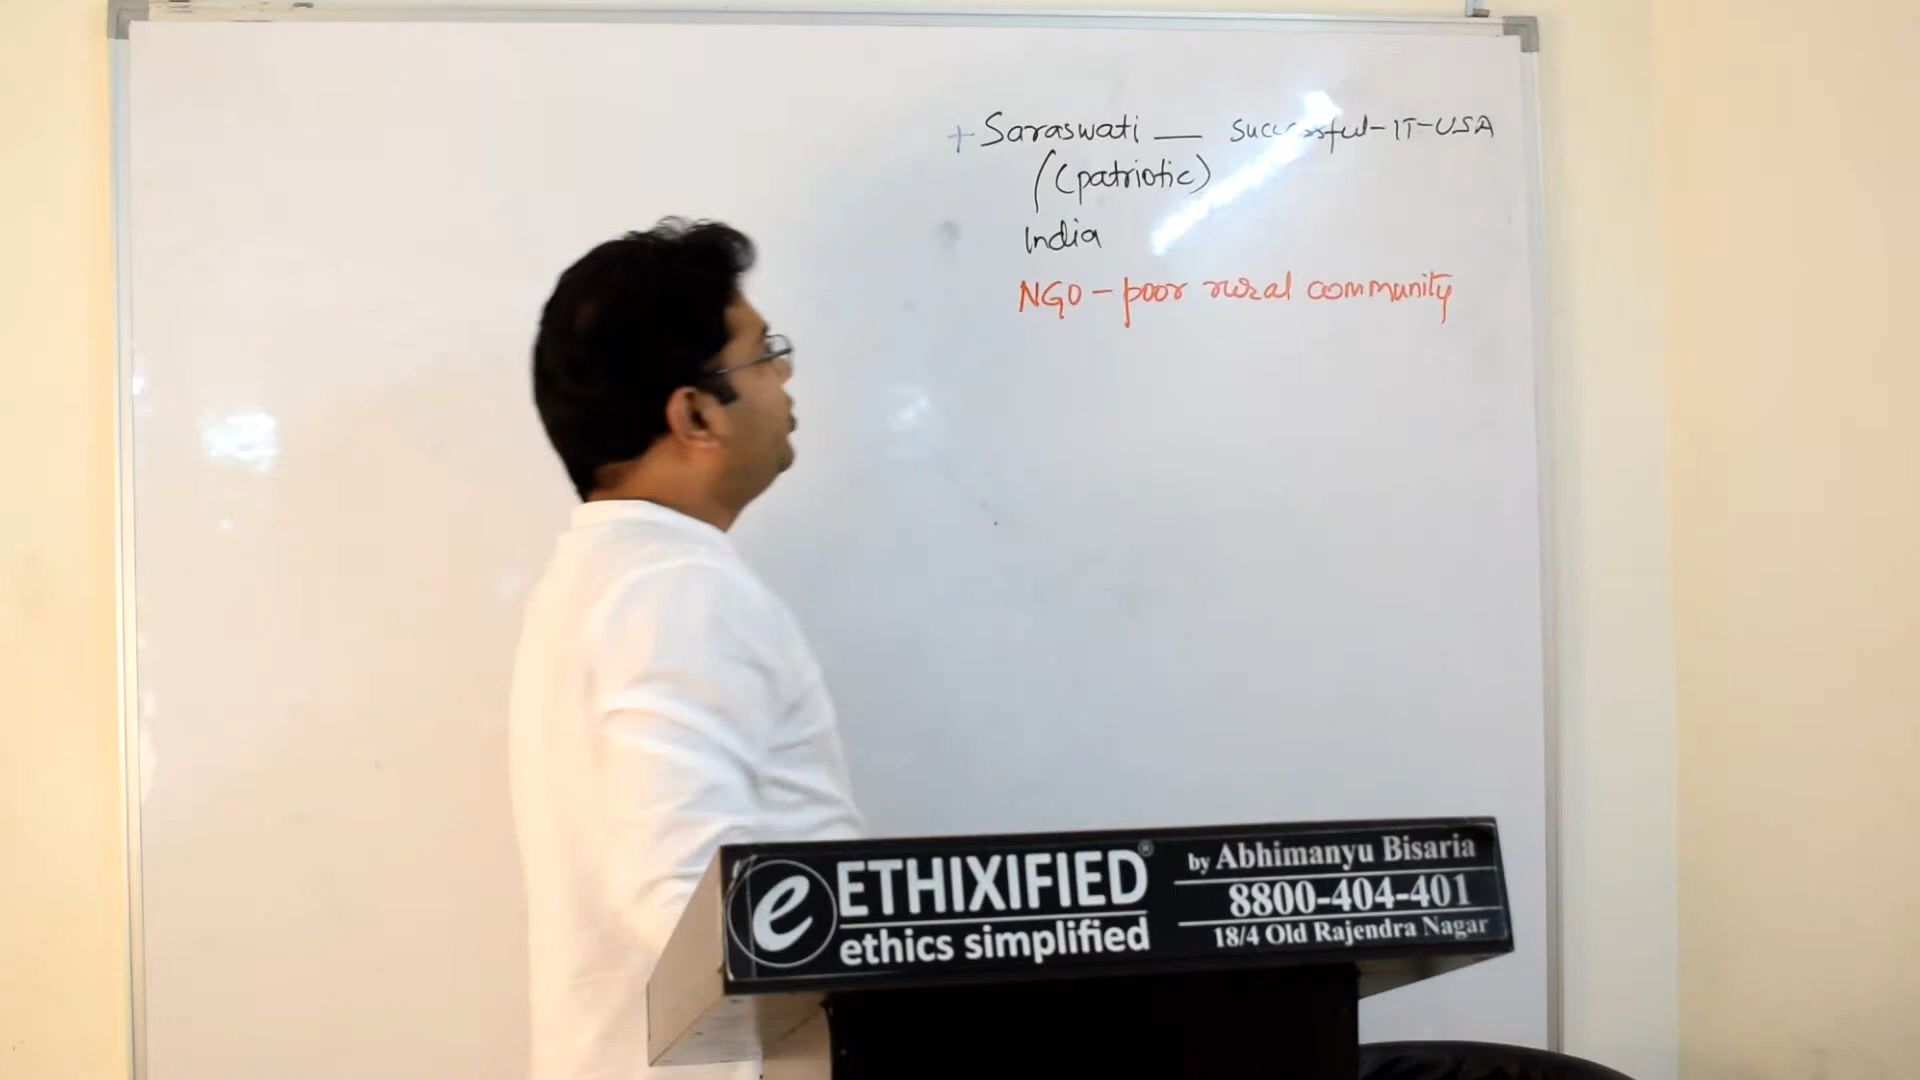 + Saraswati — Successful-IT-USA
(patriotic)
India
NGO - poor rural community
e ETHIXIFIED®
ethics simplified
by Abhimanyu Bisaria
8800-404-401
18/4 Old Rajendra Nagar